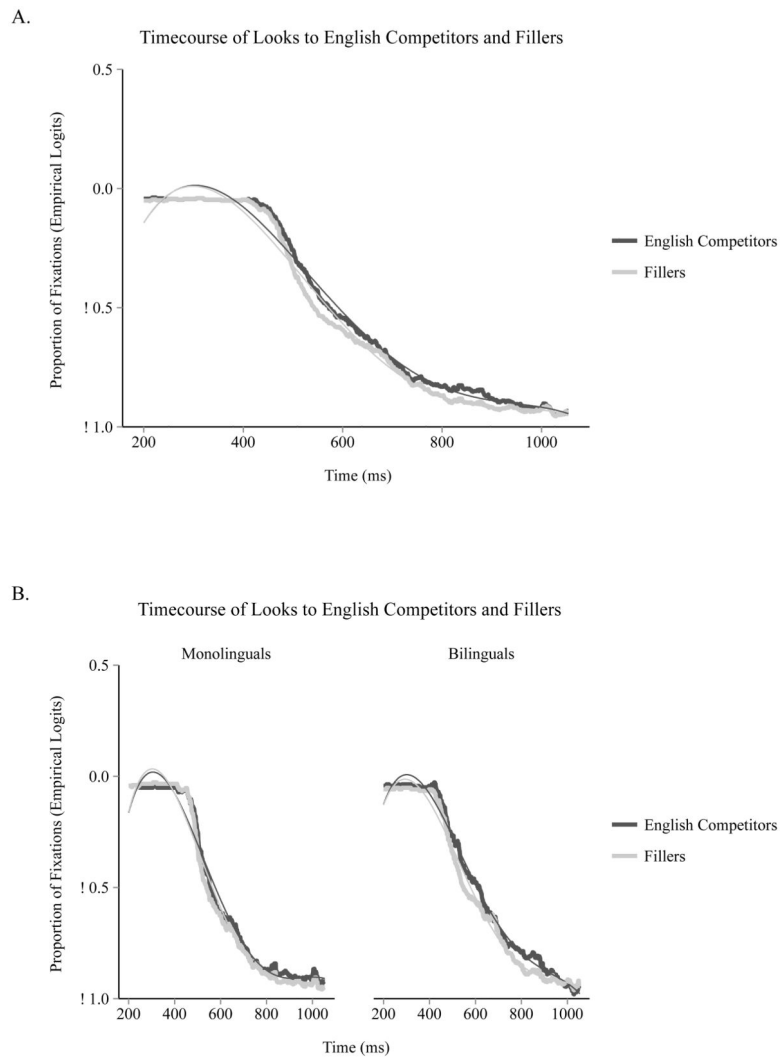 A.
Timecourse of Looks to English Competitors and Fillers
Proportion of Fixations (Empirical Logits)
0.5
0.0
! 0.5
! 1.0
200 400 600 800 1000
Time (ms)
English Competitors
Fillers
B.
Timecourse of Looks to English Competitors and Fillers
Monolinguals Bilinguals
Proportion of Fixations (Empirical Logits)
0.5
0.0
! 0.5
! 1.0
200 400 600 800 1000 200 400 600 800 1000
Time (ms)
English Competitors
Fillers